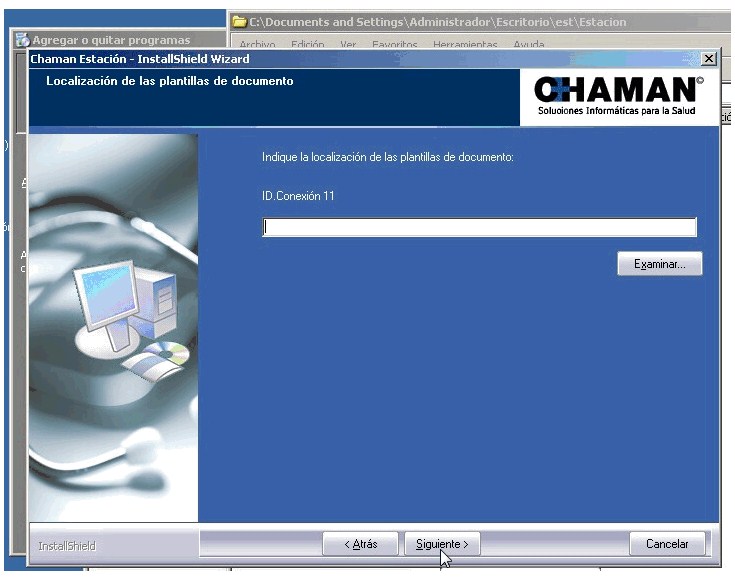 C:\Documents and Settings\Administrador\Escritorio\est\Estacion
Agregar o quitar programas
Archivo Edición Ver Favoritos Herramientas Ayuda
Chaman Estación - InstallShield Wizard
Localización de las plantillas de documento
CHAMAN©
Soluciones Informáticas para la Salud
Indique la localización de las plantillas de documento:
ID.Conexión 11
Examinar...
InstallShield
< Atrás
Siguiente >
Cancelar